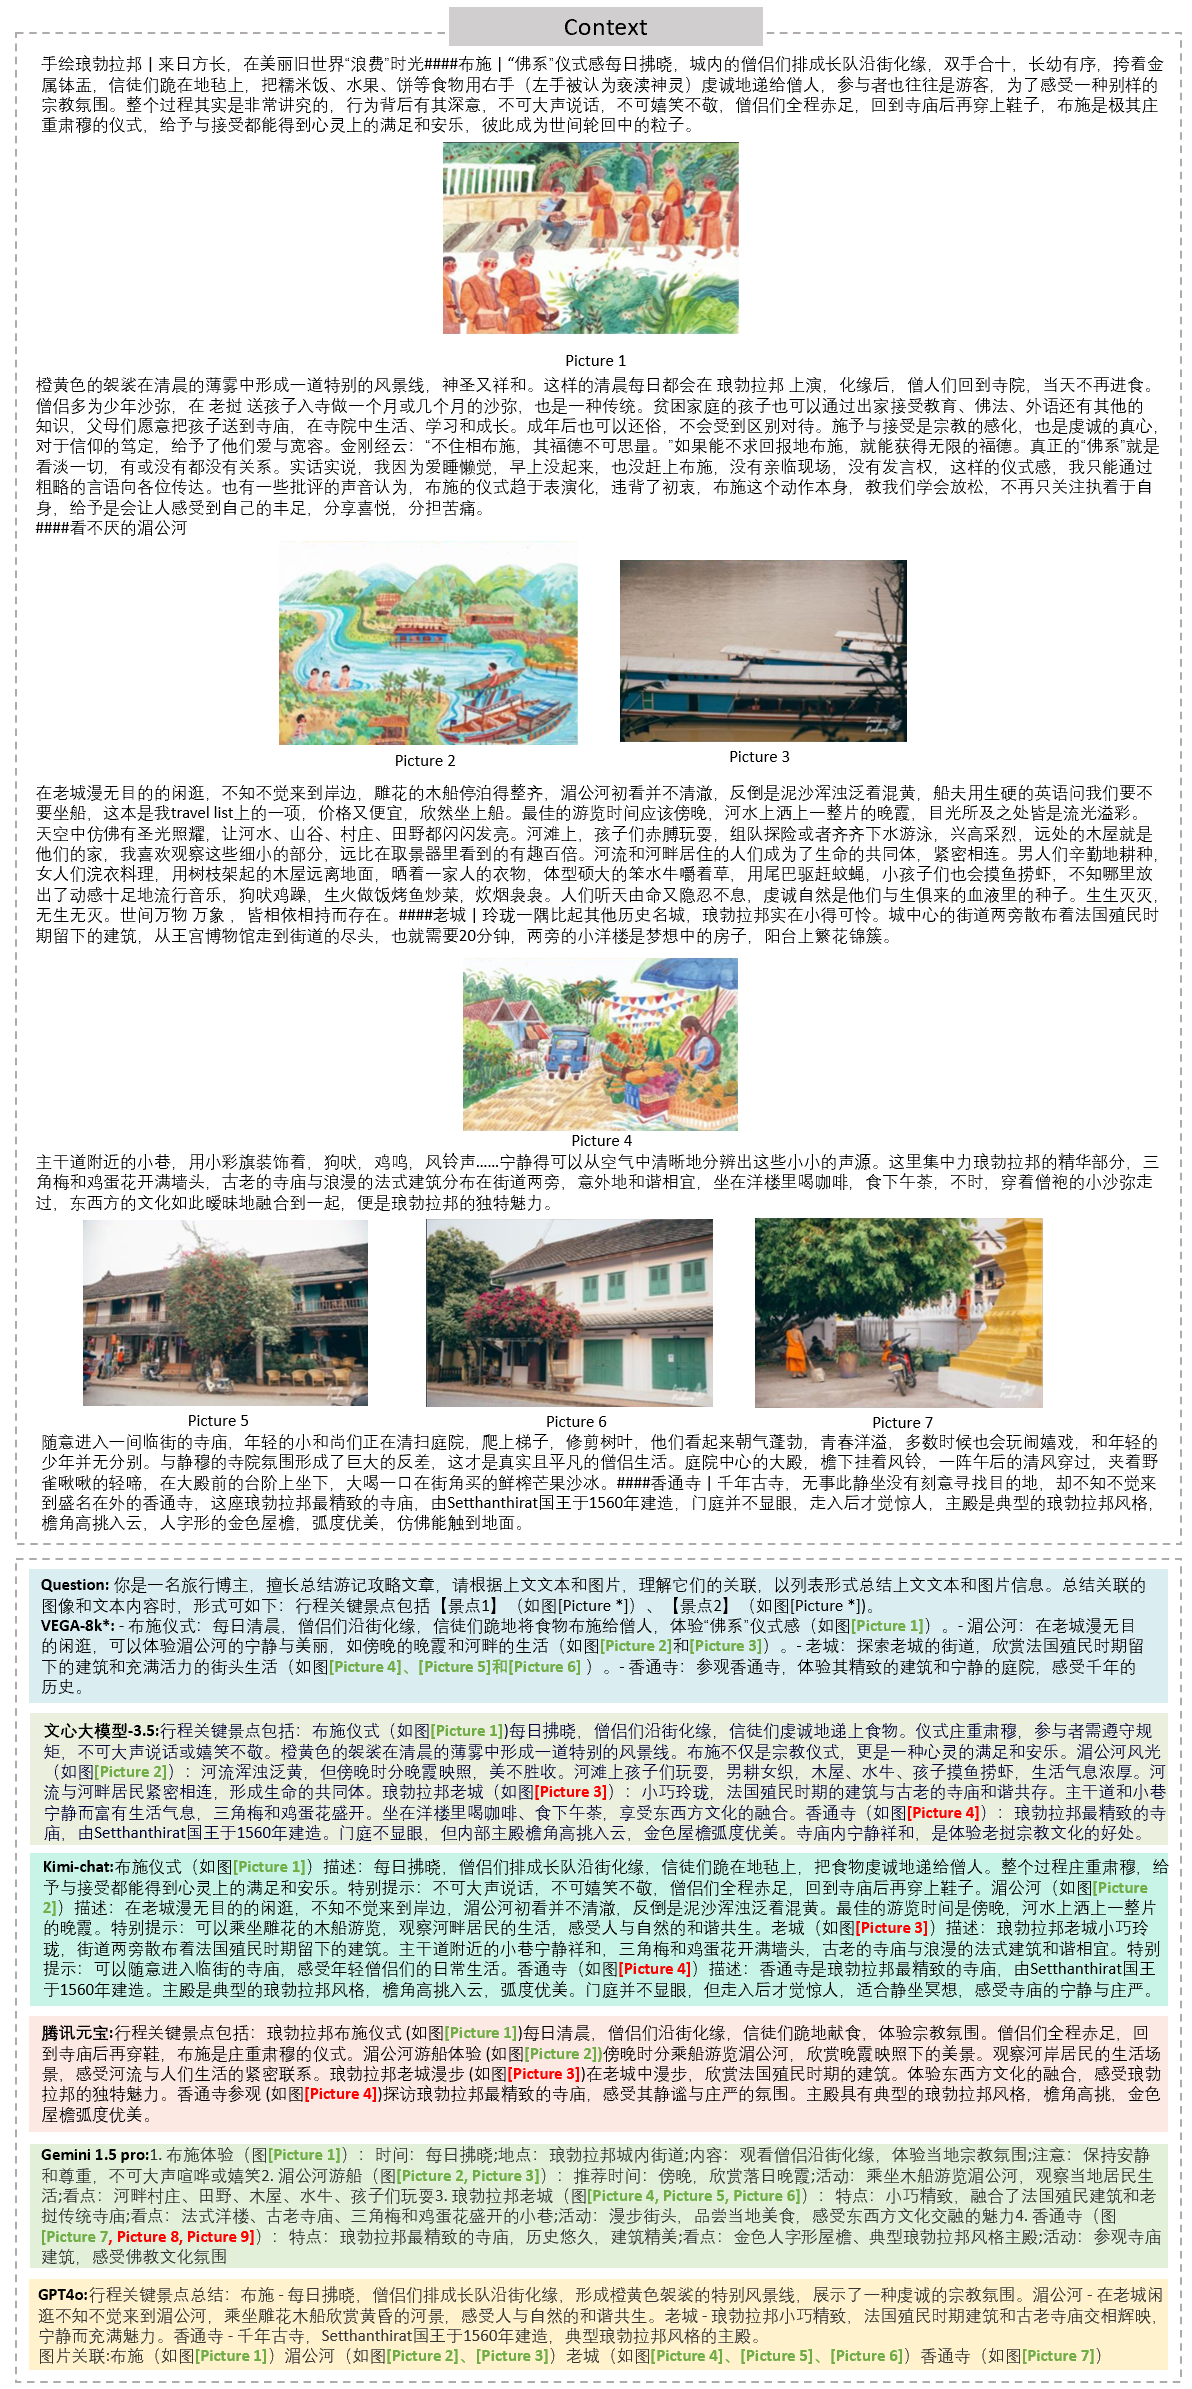 Context
手绘琅勃拉邦 | 来日方长，在美丽旧世界“浪费”时光####布施 | “佛系”仪式感每日拂晓，城内的僧侣们排成长队沿街化缘，双手合十，长幼有序，挎着金
属钵盂，信徒们跪在地毯上，把糯米饭、水果、饼等食物用右手（左手被认为亵渎神灵）虔诚地递给僧人，参与者也往往是游客，为了感受一种别样的
宗教氛围。整个过程其实是非常讲究的，行为背后有其深意，不可大声说话，不可嬉笑不敬，僧侣们全程赤足，回到寺庙后再穿上鞋子，布施是极其庄
重肃穆的仪式，给予与接受都能得到心灵上的满足和安乐，彼此成为世间轮回中的粒子。
Picture 1
橙黄色的袈裟在清晨的薄雾中形成一道特别的风景线，神圣又祥和。这样的清晨每日都会在 琅勃拉邦 上演，化缘后，僧人们回到寺院，当天不再进食。
僧侣多为少年沙弥，在 老挝 送孩子入寺做一个月或几个月的沙弥，也是一种传统。贫困家庭的孩子也可以通过出家接受教育、佛法、外语还有其他的
知识，父母们愿意把孩子送到寺庙，在寺院中生活、学习和成长。成年后也可以还俗，不会受到区别对待。施予与接受是宗教的感化，也是虔诚的真心，
对于信仰的笃定，给予了他们爱与宽容。金刚经云：“不住相布施，其福德不可思量。”如果能不求回报地布施，就能获得无限的福德。真正的“佛系”就是
看淡一切，有或没有都没有关系。实话实说，我因为爱睡懒觉，早上没起来，也没赶上布施，没有亲临现场，没有发言权，这样的仪式感，我只能通过
粗略的言语向各位传达。也有一些批评的声音认为，布施的仪式趋于表演化，违背了初衷，布施这个动作本身，教我们学会放松，不再只关注执着于自
身，给予是会让人感受到自己的丰足，分享喜悦，分担苦痛。
####看不厌的湄公河
Picture 2
Picture 3
在老城漫无目的的闲逛，不知不觉来到岸边，雕花的木船停泊得整齐，湄公河初看并不清澈，反倒是泥沙浑浊泛着混黄，船夫用生硬的英语问我们要不
要坐船，这本是我travel list上的一项，价格又便宜，欣然坐上船。最佳的游览时间应该傍晚，河水上洒上一整片的晚霞，目光所及之处皆是流光溢彩。
天空中仿佛有圣光照耀，让河水、山谷、村庄、田野都闪闪发亮。河滩上，孩子们赤膊玩耍，组队探险或者齐齐下水游泳，兴高采烈，远处的木屋就是
他们的家，我喜欢观察这些细小的部分，远比在取景器里看到的有趣百倍。河流和河畔居住的人们成为了生命的共同体，紧密相连。男人们辛勤地耕种，
女人们浣衣料理，用树枝架起的木屋远离地面，晒着一家人的衣物，体型硕大的笨水牛嚼着草，用尾巴驱赶蚊蝇，小孩子们也会摸鱼捞虾，不知哪里放
出了动感十足地流行音乐，狗吠鸡躁，生火做饭烤鱼炒菜，炊烟袅袅。人们听天由命又隐忍不息，虔诚自然是他们与生俱来的血液里的种子。生生灭灭，
无生无灭。世间万物 万象 ，皆相依相持而存在。####老城 | 玲珑一隅比起其他历史名城，琅勃拉邦实在小得可怜。城中心的街道两旁散布着法国殖民时
期留下的建筑，从王宫博物馆走到街道的尽头，也就需要20分钟，两旁的小洋楼是梦想中的房子，阳台上繁花锦簇。
Picture 4
主干道附近的小巷，用小彩旗装饰着，狗吠，鸡鸣，风铃声......宁静得可以从空气中清晰地分辨出这些小小的声源。这里集中力琅勃拉邦的精华部分，三
角梅和鸡蛋花开满墙头，古老的寺庙与浪漫的法式建筑分布在街道两旁，意外地和谐相宜，坐在洋楼里喝咖啡，食下午茶，不时，穿着僧袍的小沙弥走
过，东西方的文化如此暧昧地融合到一起，便是琅勃拉邦的独特魅力。
Picture 5
Picture 6
Picture 7
随意进入一间临街的寺庙，年轻的小和尚们正在清扫庭院，爬上梯子，修剪树叶，他们看起来朝气蓬勃，青春洋溢，多数时候也会玩闹嬉戏，和年轻的
少年并无分别。与静穆的寺院氛围形成了巨大的反差，这才是真实且平凡的僧侣生活。庭院中心的大殿，檐下挂着风铃，一阵午后的清风穿过，夹着野
雀啾啾的轻啼，在大殿前的台阶上坐下，大喝一口在街角买的鲜榨芒果沙冰。####香通寺 | 千年古寺，无事此静坐没有刻意寻找目的地，却不知不觉来
到盛名在外的香通寺，这座琅勃拉邦最精致的寺庙，由Setthanthirat国王于1560年建造，门庭并不显眼，走入后才觉惊人，主殿是典型的琅勃拉邦风格，
檐角高挑入云，人字形的金色屋檐，弧度优美，仿佛能触到地面。
Question: 你是一名旅行博主，擅长总结游记攻略文章，请根据上文文本和图片，理解它们的关联，以列表形式总结上文文本和图片信息。总结关联的
图像和文本内容时，形式可如下：行程关键景点包括【景点1】（如图[Picture *]）、【景点2】（如图[Picture *])。
VEGA-8k*: - 布施仪式：每日清晨，僧侣们沿街化缘，信徒们跪地将食物布施给僧人，体验“佛系”仪式感（如图[Picture 1]）。- 湄公河：在老城漫无目
的闲逛，可以体验湄公河的宁静与美丽，如傍晚的晚霞和河畔的生活（如图[Picture 2]和[Picture 3]）。- 老城：探索老城的街道，欣赏法国殖民时期留
下的建筑和充满活力的街头生活（如图[Picture 4]、[Picture 5]和[Picture 6] ）。- 香通寺：参观香通寺，体验其精致的建筑和宁静的庭院，感受千年的
历史。
文心大模型-3.5:行程关键景点包括：布施仪式（如图[Picture 1])每日拂晓，僧侣们沿街化缘，信徒们虔诚地递上食物。仪式庄重肃穆，参与者需遵守规
矩，不可大声说话或嬉笑不敬。橙黄色的袈裟在清晨的薄雾中形成一道特别的风景线。布施不仅是宗教仪式，更是一种心灵的满足和安乐。湄公河风光
（如图[Picture 2]）：河流浑浊泛黄，但傍晚时分晚霞映照，美不胜收。河滩上孩子们玩耍，男耕女织，木屋、水牛、孩子摸鱼捞虾，生活气息浓厚。河
流与河畔居民紧密相连，形成生命的共同体。琅勃拉邦老城（如图[Picture 3]）：小巧玲珑，法国殖民时期的建筑与古老的寺庙和谐共存。主干道和小巷
宁静而富有生活气息，三角梅和鸡蛋花盛开。坐在洋楼里喝咖啡、食下午茶，享受东西方文化的融合。香通寺（如图[Picture 4]）：琅勃拉邦最精致的寺
庙，由Setthanthirat国王于1560年建造。门庭不显眼，但内部主殿檐角高挑入云，金色屋檐弧度优美。寺庙内宁静祥和，是体验老挝宗教文化的好处。
Kimi-chat:布施仪式（如图[Picture 1]）描述：每日拂晓，僧侣们排成长队沿街化缘，信徒们跪在地毯上，把食物虔诚地递给僧人。整个过程庄重肃穆，给
予与接受都能得到心灵上的满足和安乐。特别提示：不可大声说话，不可嬉笑不敬，僧侣们全程赤足，回到寺庙后再穿上鞋子。湄公河（如图[Picture
2]）描述：在老城漫无目的的闲逛，不知不觉来到岸边，湄公河初看并不清澈，反倒是泥沙浑浊泛着混黄。最佳的游览时间是傍晚，河水上洒上一整片
的晚霞。特别提示：可以乘坐雕花的木船游览，观察河畔居民的生活，感受人与自然的和谐共生。老城（如图[Picture 3]）描述：琅勃拉邦老城小巧玲
珑，街道两旁散布着法国殖民时期留下的建筑。主干道附近的小巷宁静祥和，三角梅和鸡蛋花开满墙头，古老的寺庙与浪漫的法式建筑和谐相宜。特别
提示：可以随意进入临街的寺庙，感受年轻僧侣们的日常生活。香通寺（如图[Picture 4]）描述：香通寺是琅勃拉邦最精致的寺庙，由Setthanthirat国王
于1560年建造。主殿是典型的琅勃拉邦风格，檐角高挑入云，弧度优美。门庭并不显眼，但走入后才觉惊人，适合静坐冥想，感受寺庙的宁静与庄严。
腾讯元宝:行程关键景点包括：琅勃拉邦布施仪式 (如图[Picture 1])每日清晨，僧侣们沿街化缘，信徒们跪地献食，体验宗教氛围。僧侣们全程赤足，回
到寺庙后再穿鞋，布施是庄重肃穆的仪式。湄公河游船体验 (如图[Picture 2])傍晚时分乘船游览湄公河，欣赏晚霞映照下的美景。观察河岸居民的生活场
景，感受河流与人们生活的紧密联系。琅勃拉邦老城漫步 (如图[Picture 3])在老城中漫步，欣赏法国殖民时期的建筑。体验东西方文化的融合，感受琅勃
拉邦的独特魅力。香通寺参观 (如图[Picture 4])探访琅勃拉邦最精致的寺庙，感受其静谧与庄严的氛围。主殿具有典型的琅勃拉邦风格，檐角高挑，金色
屋檐弧度优美。
Gemini 1.5 pro:1. 布施体验（图[Picture 1]）：时间：每日拂晓;地点：琅勃拉邦城内街道;内容：观看僧侣沿街化缘，体验当地宗教氛围;注意：保持安静
和尊重，不可大声喧哗或嬉笑2. 湄公河游船（图[Picture 2, Picture 3]）：推荐时间：傍晚，欣赏落日晚霞;活动：乘坐木船游览湄公河，观察当地居民生
活;看点：河畔村庄、田野、木屋、水牛、孩子们玩耍3. 琅勃拉邦老城（图[Picture 4, Picture 5, Picture 6]）：特点：小巧精致，融合了法国殖民建筑和老
挝传统寺庙;看点：法式洋楼、古老寺庙、三角梅和鸡蛋花盛开的小巷;活动：漫步街头，品尝当地美食，感受东西方文化交融的魅力4. 香通寺（图
[Picture 7, Picture 8, Picture 9]）：特点：琅勃拉邦最精致的寺庙，历史悠久，建筑精美;看点：金色人字形屋檐、典型琅勃拉邦风格主殿;活动：参观寺庙
建筑，感受佛教文化氛围
GPT4o:行程关键景点总结：布施 - 每日拂晓，僧侣们排成长队沿街化缘，形成橙黄色袈裟的特别风景线，展示了一种虔诚的宗教氛围。湄公河 - 在老城闲
逛不知不觉来到湄公河，乘坐雕花木船欣赏黄昏的河景，感受人与自然的和谐共生。老城 - 琅勃拉邦小巧精致，法国殖民时期建筑和古老寺庙交相辉映，
宁静而充满魅力。香通寺 - 千年古寺，Setthanthirat国王于1560年建造，典型琅勃拉邦风格的主殿。
图片关联:布施（如图[Picture 1]）湄公河（如图[Picture 2]、[Picture 3]）老城（如图[Picture 4]、[Picture 5]、[Picture 6]）香通寺（如图[Picture 7]）